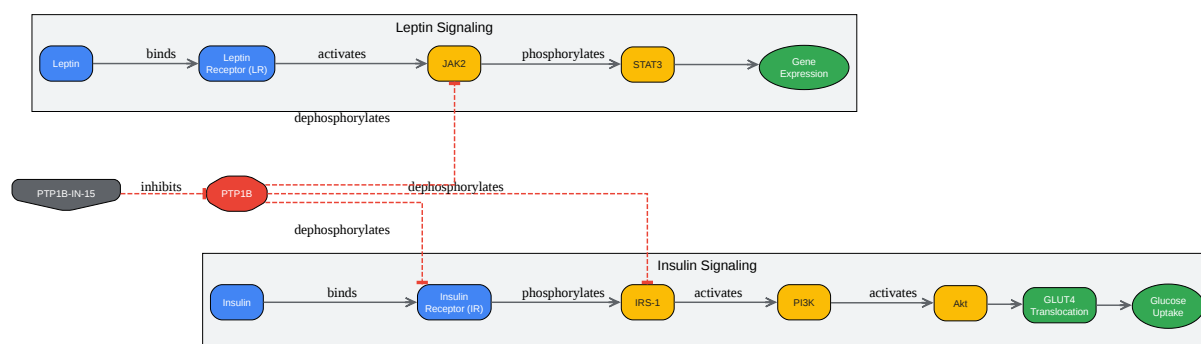 Leptin Signaling
Leptin
binds
Leptin
Receptor (LR)
activates
JAK2
phosphorylates
STAT3
Gene
Expression
dephosphorylates
PTP1B-IN-15
inhibits
PTP1B
dephosphorylates
dephosphorylates
Insulin Signaling
Insulin
binds
Insulin
Receptor (IR)
phosphorylates
IRS-1
activates
PI3K
activates
Akt
GLUT4
Translocation
Glucose
Uptake